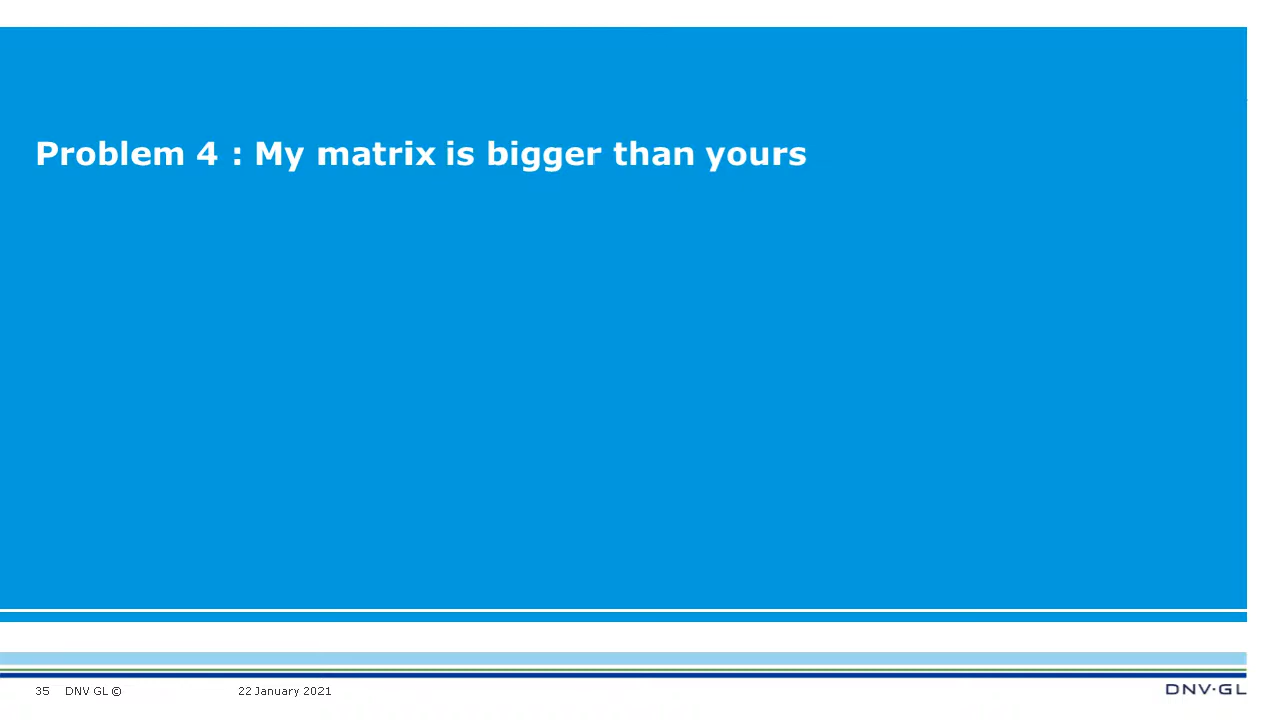 Problem 4 : My matrix is bigger than yours
35 DNV GL © 22 January 2021 DNV·GL